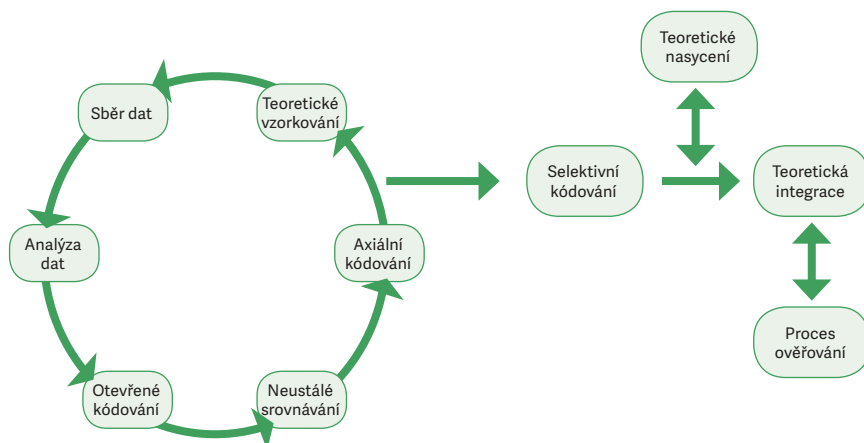 Teoretické
nasycení
Sběr dat
Teoretické
vzorkování
Selektivní
kódování
Teoretická
integrace
Analýza
dat
Axiální
kódování
Proces
ověřování
Otevřené
kódování
Neustálé
srovnávání